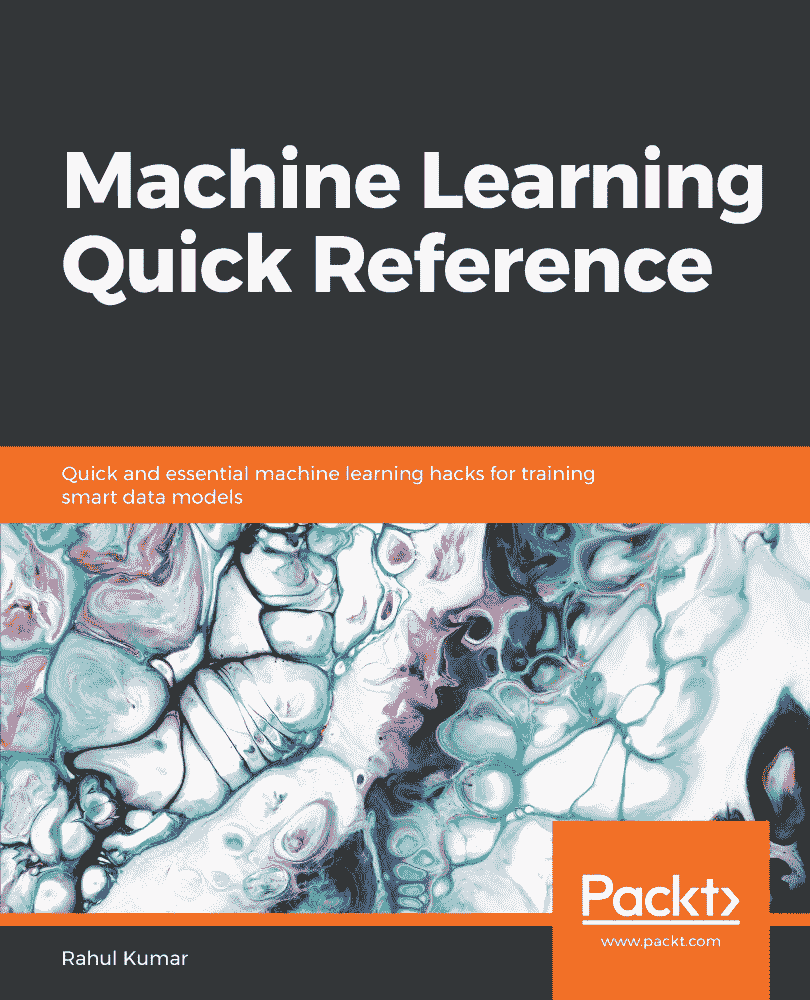 Machine Learning
Quick Reference
Quick and essential machine learning hacks for training
smart data models
Packt>
www.packt.com
Rahul Kumar